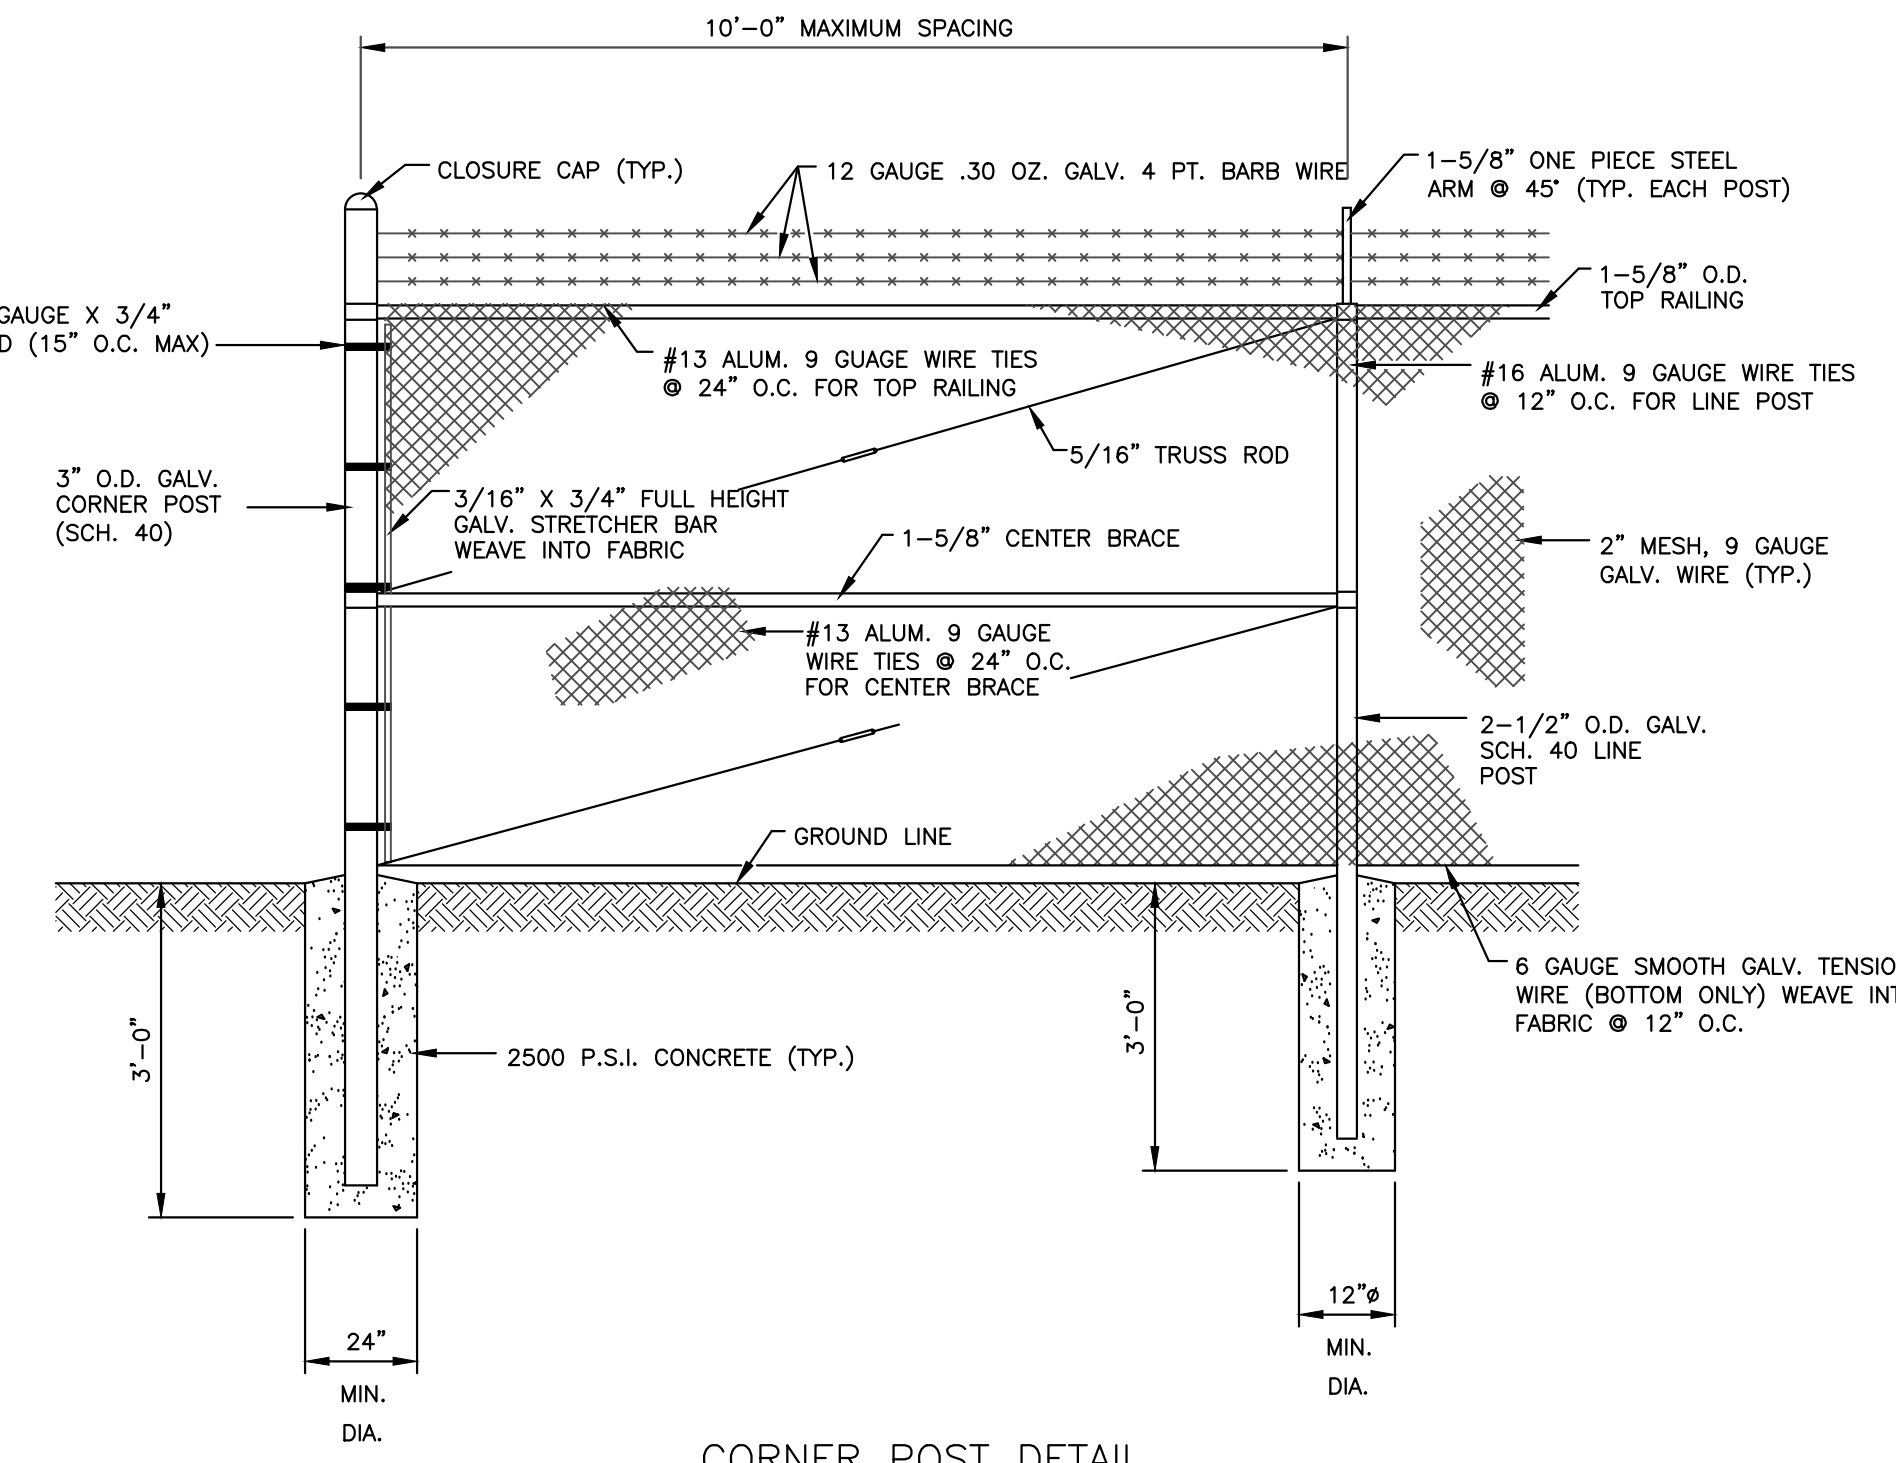 10'-0" MAXIMUM SPACING
CLOSURE CAP (TYP.)
12 GAUGE .30 OZ. GALV. 4 PT. BARB WIRE
1-5/8" ONE PIECE STEEL
ARM @ 45° (TYP. EACH POST)
1-5/8" O.D.
TOP RAILING
GAUGE X 3/4"
D (15" O.C. MAX)
#13 ALUM. 9 GUAGE WIRE TIES
@ 24" O.C. FOR TOP RAILING
#16 ALUM. 9 GAUGE WIRE TIES
@ 12" O.C. FOR LINE POST
5/16" TRUSS ROD
3" O.D. GALV.
CORNER POST
(SCH. 40)
3/16" X 3/4" FULL HEIGHT
GALV. STRETCHER BAR
WEAVE INTO FABRIC
1-5/8" CENTER BRACE
2" MESH, 9 GAUGE
GALV. WIRE (TYP.)
#13 ALUM. 9 GAUGE
WIRE TIES @ 24" O.C.
FOR CENTER BRACE
2-1/2" O.D. GALV.
SCH. 40 LINE
POST
GROUND LINE
6 GAUGE SMOOTH GALV. TENSIO
WIRE (BOTTOM ONLY) WEAVE INT
FABRIC @ 12" O.C.
3'-0"
3'-0"
2500 P.S.I. CONCRETE (TYP.)
12"ø
MIN.
DIA.
24"
MIN.
DIA.
CORNER POST DETAIL